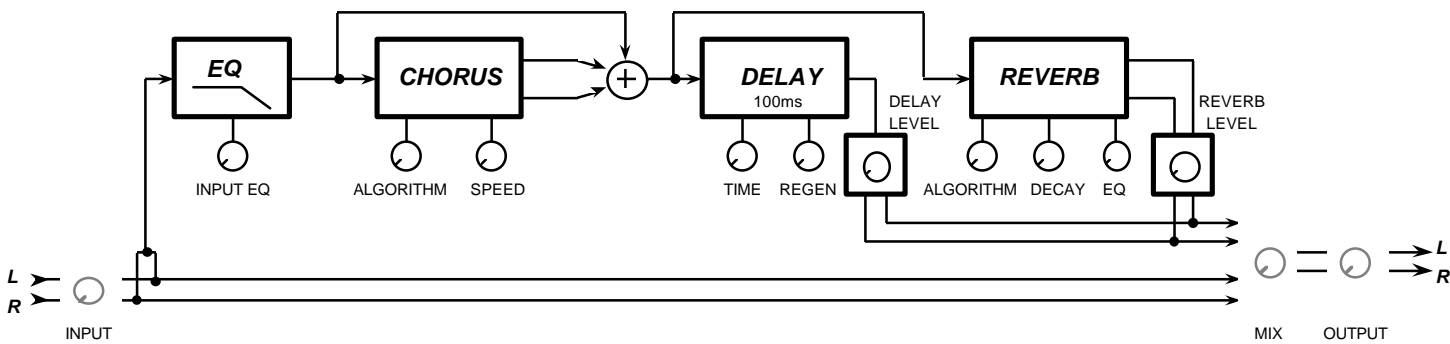 EQ
CHORUS
DELAY
100ms
REVERB
DELAY
LEVEL
REVERB
LEVEL
INPUT EQ
ALGORITHM
SPEED
TIME
REGEN
ALGORITHM
DECAY
EQ
L
R
INPUT
L
R
MIX
OUTPUT